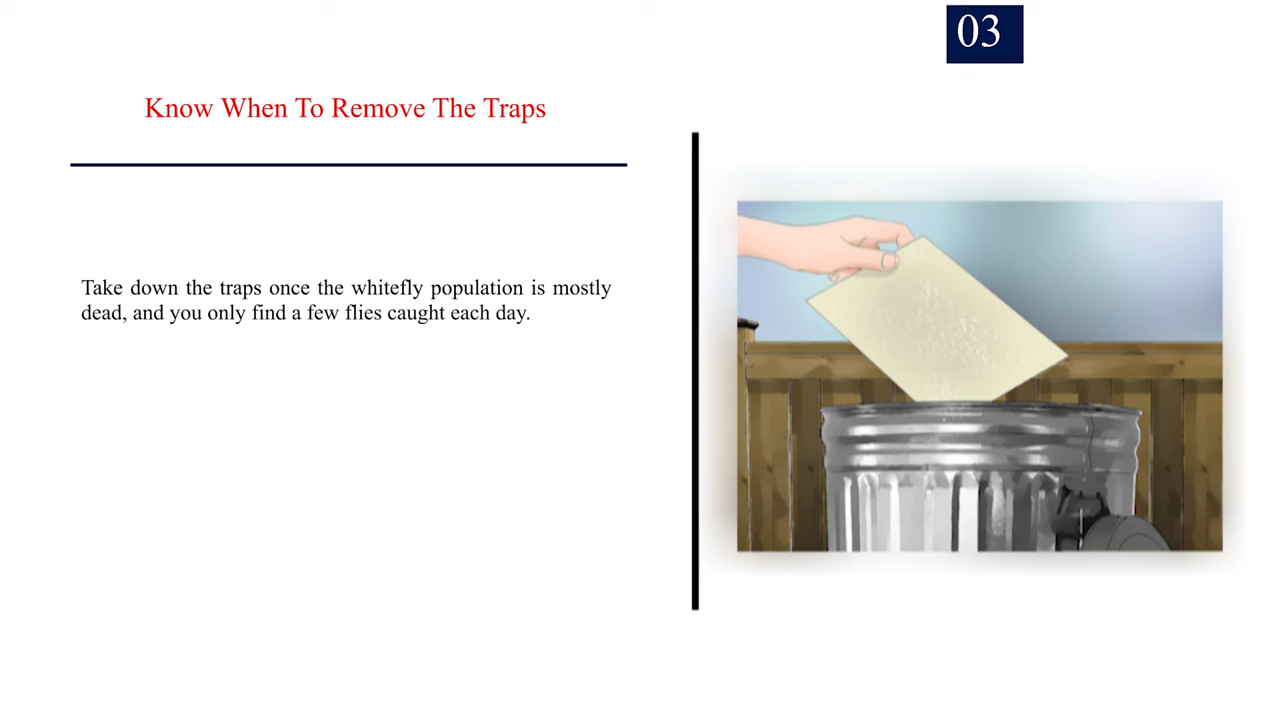 03
Know When To Remove The Traps
Take down the traps once the whitefly population is mostly
dead, and you only find a few flies caught each day.